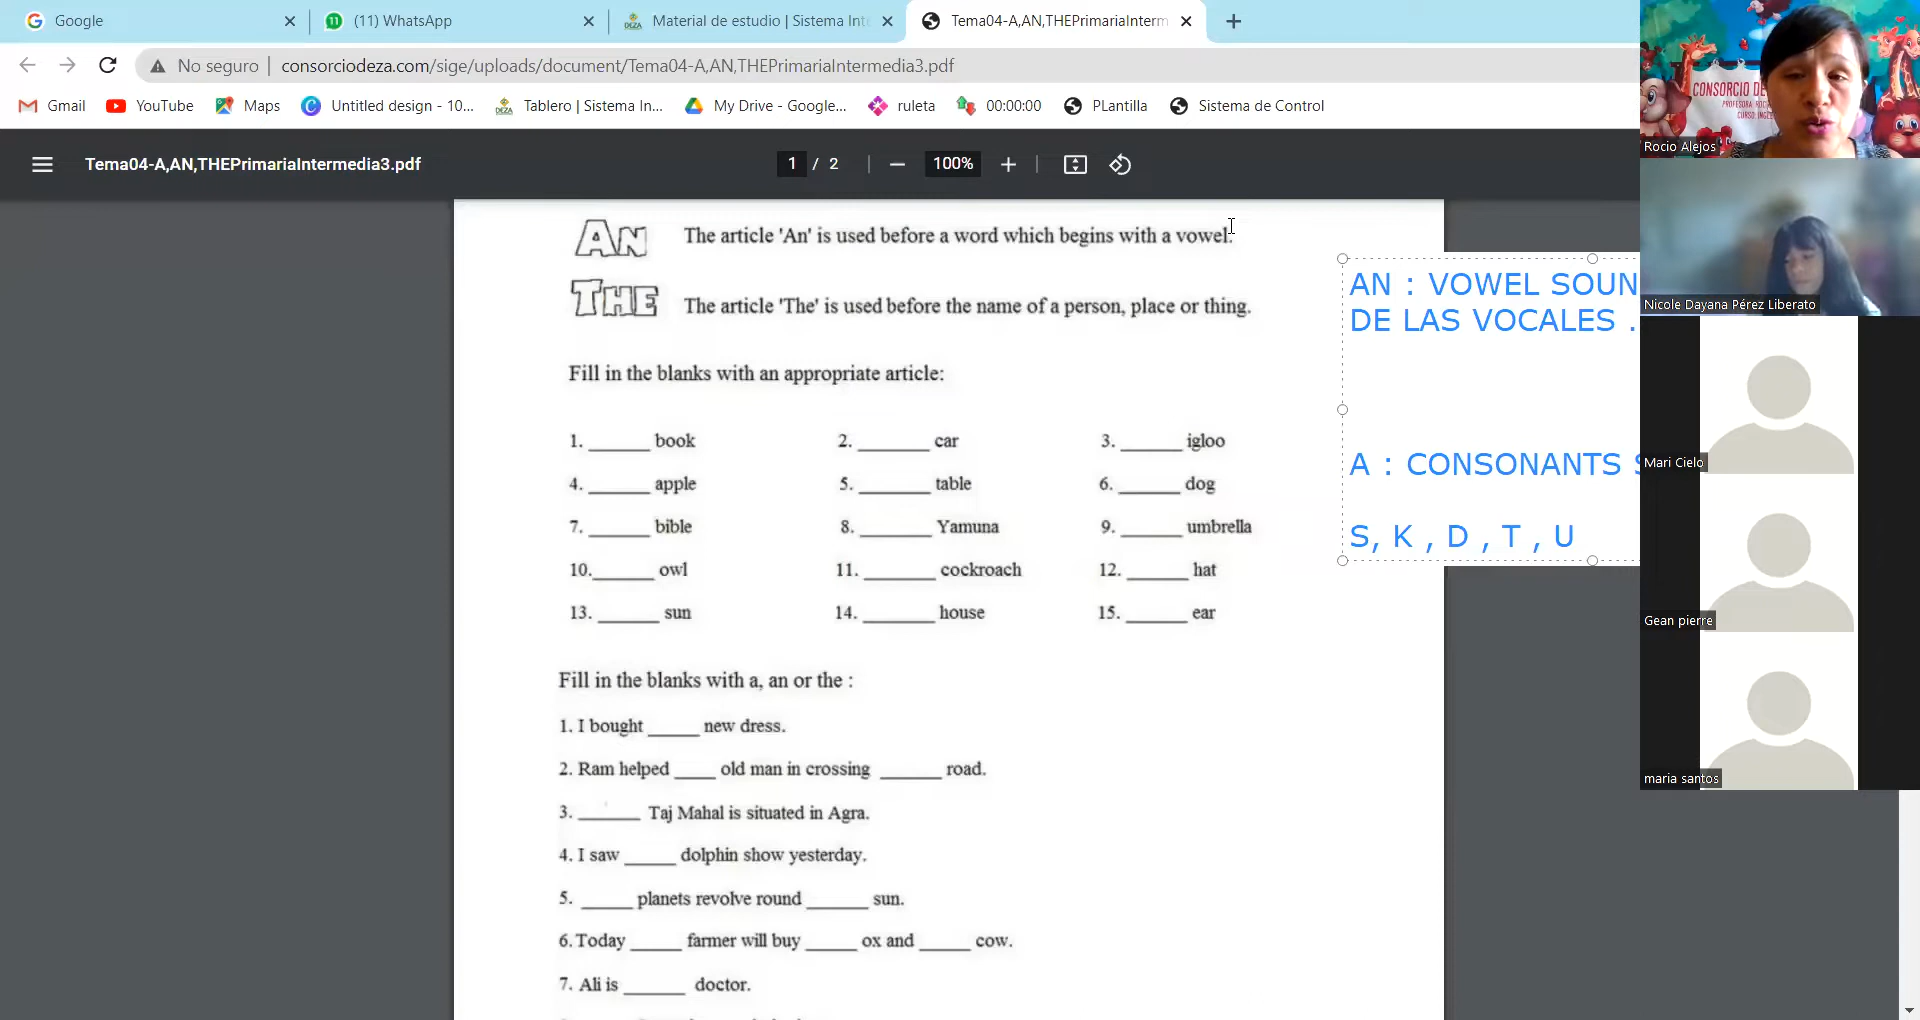 Google
(11) WhatsApp
Material de estudio | Sistema Inte
Tema04-A,AN,THEPrimariaInterm
No seguro | consorciodeza.com/sige/uploads/document/Tema04-A,AN,THEPrimariaIntermedia3.pdf
Gmail YouTube Maps Untitled design - 10... Tablero | Sistema In... My Drive - Google... ruleta 00:00:00 PLantilla Sistema de Control
Tema04-A,AN,THEPrimariaIntermedia3.pdf
1 / 2 100%
AN The article 'An' is used before a word which begins with a vowel.
THE The article 'The' is used before the name of a person, place or thing.
Fill in the blanks with an appropriate article:
1. ______ book 2. ______ car 3. ______ igloo
4. ______ apple 5. ______ table 6. ______ dog
7. ______ bible 8. ______ Yamuna 9. ______ umbrella
10.______ owl 11. ______ cockroach 12. ______ hat
13. ______ sun 14. ______ house 15. ______ ear
Fill in the blanks with a, an or the :
1. I bought _____ new dress.
2. Ram helped ____ old man in crossing ______ road.
3. ______ Taj Mahal is situated in Agra.
4. I saw _____ dolphin show yesterday.
5. _____ planets revolve round ______ sun.
6. Today _____ farmer will buy _____ ox and _____ cow.
7. Ali is ______ doctor.
AN : VOWEL SOUN
DE LAS VOCALES .
A : CONSONANTS
S, K , D , T , U
CONSORCIO DE
Rocio Alejos
Nicole Dayana Pérez Liberato
Mari Cielo
Gean pierre
maria santos